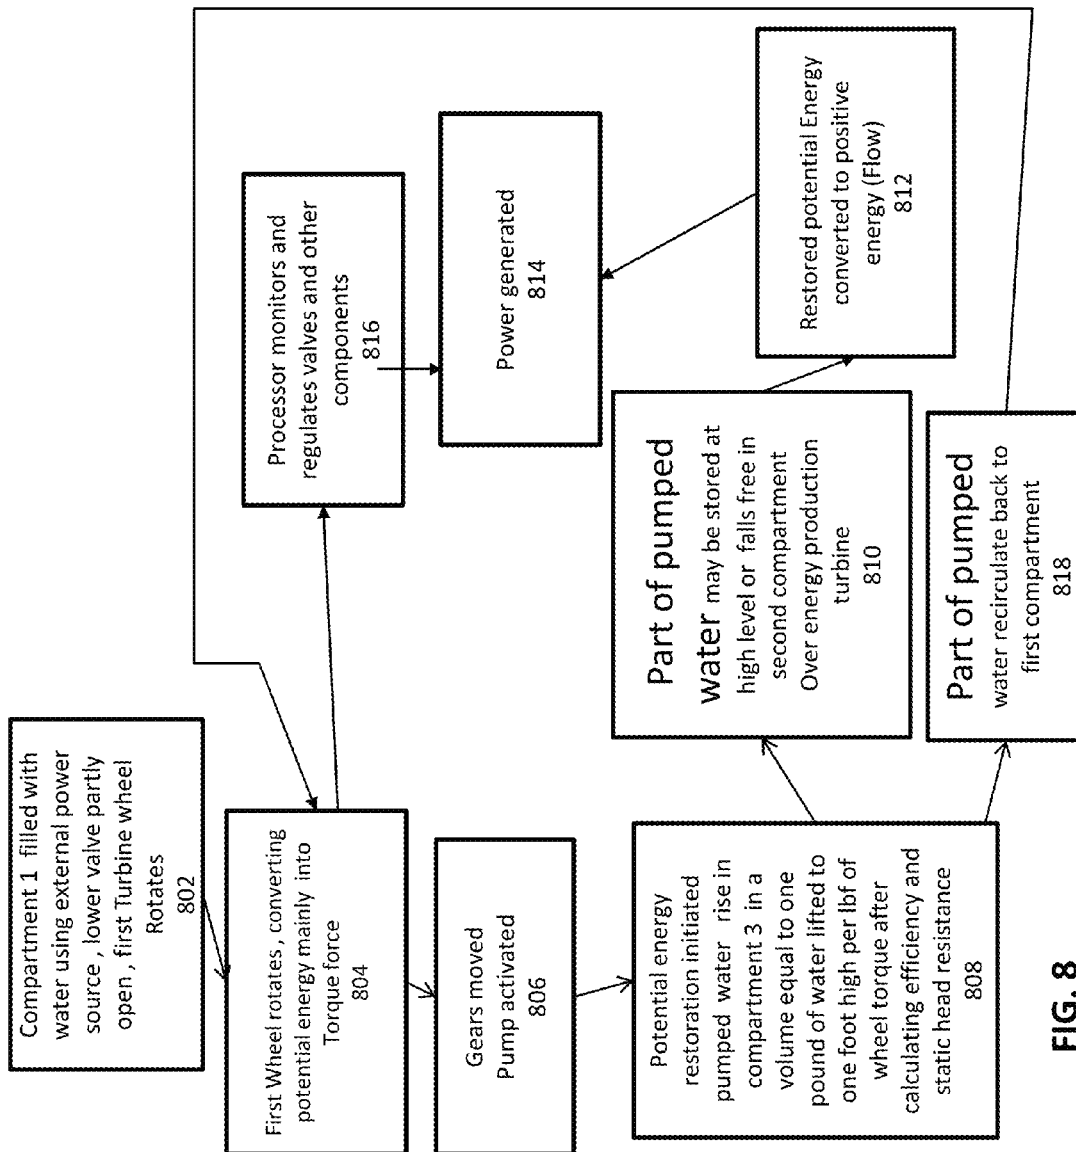 Compartment 1 filled with
water using external power
source , lower valve partly
open , first Turbine wheel
Rotates
802
First Wheel rotates , converting
potential energy mainly into
Torque force
804
Gears moved
Pump activated
806
Potential energy
restoration initiated
pumped water rise in
compartment 3 in a
volume equal to one
pound of water lifted to
one foot high per lbf of
wheel torque after
calculating efficiency and
static head resistance
808
Processor monitors and
regulates valves and other
components
816
Power generated
814
Part of pumped
water may be stored at
high level or falls free in
second compartment
Over energy production
turbine
810
Restored potential Energy
converted to positive
energy (Flow)
812
Part of pumped
water recirculate back to
first compartment
818
FIG. 8